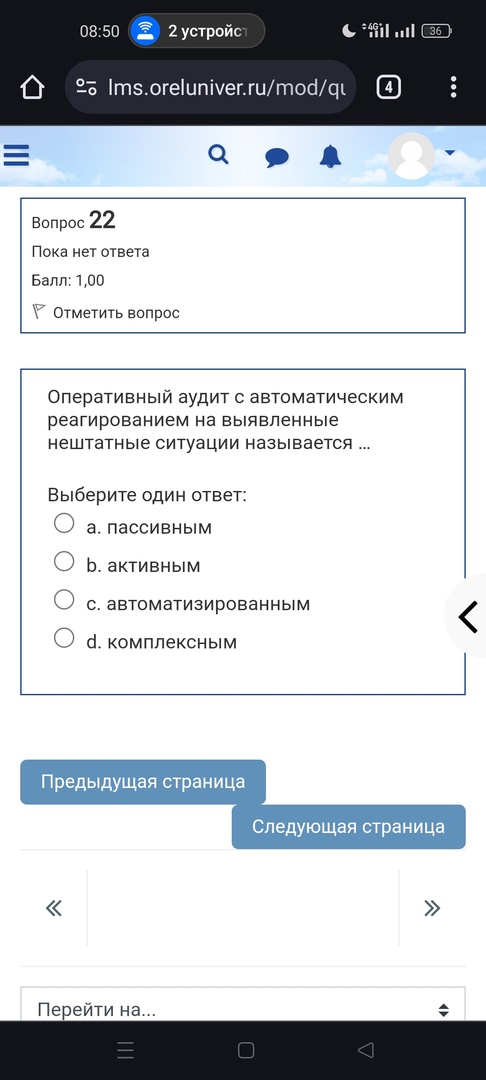 08:50 2 устройст 4G 36
lms.oreluniver.ru/mod/qu 4
Вопрос 22
Пока нет ответа
Балл: 1,00
Отметить вопрос
Оперативный аудит с автоматическим
реагированием на выявленные
нештатные ситуации называется ...
Выберите один ответ:
a. пассивным
b. активным
c. автоматизированным
d. комплексным
Предыдущая страница
Следующая страница
Перейти на...